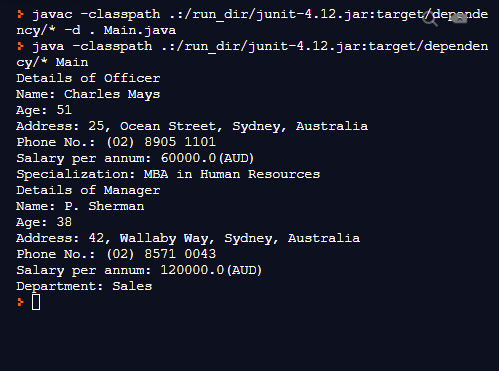 > javac -classpath .:/run_dir/junit-4.12.jar:target/depende
ncy/* -d . Main.java
> java -classpath .:/run_dir/junit-4.12.jar:target/dependen
cy/* Main
Details of Officer
Name: Charles Mays
Age: 51
Address: 25, Ocean Street, Sydney, Australia
Phone No.: (02) 8905 1101
Salary per annum: 60000.0(AUD)
Specialization: MBA in Human Resources
Details of Manager
Name: P. Sherman
Age: 38
Address: 42, Wallaby Way, Sydney, Australia
Phone No.: (02) 8571 0043
Salary per annum: 120000.0(AUD)
Department: Sales
>